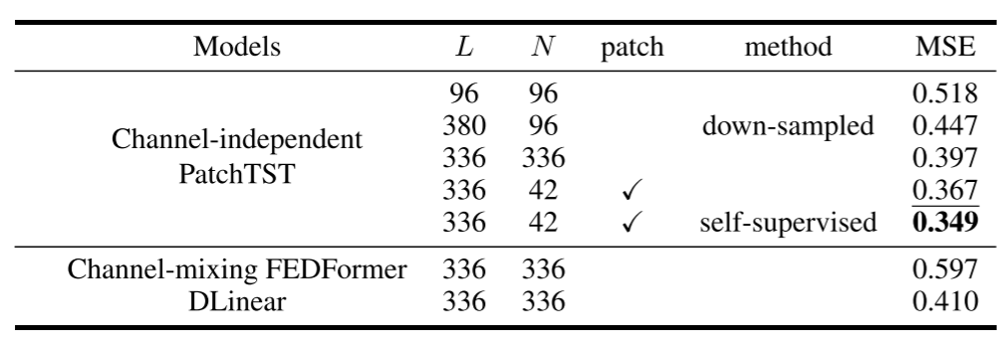 Models L N patch method MSE
96 96 0.518
380 96 down-sampled 0.447
Channel-independent
PatchTST
336 336 0.397
336 42 ✓ 0.367
336 42 ✓ self-supervised 0.349
Channel-mixing FEDFormer 336 336 0.597
DLinear 336 336 0.410